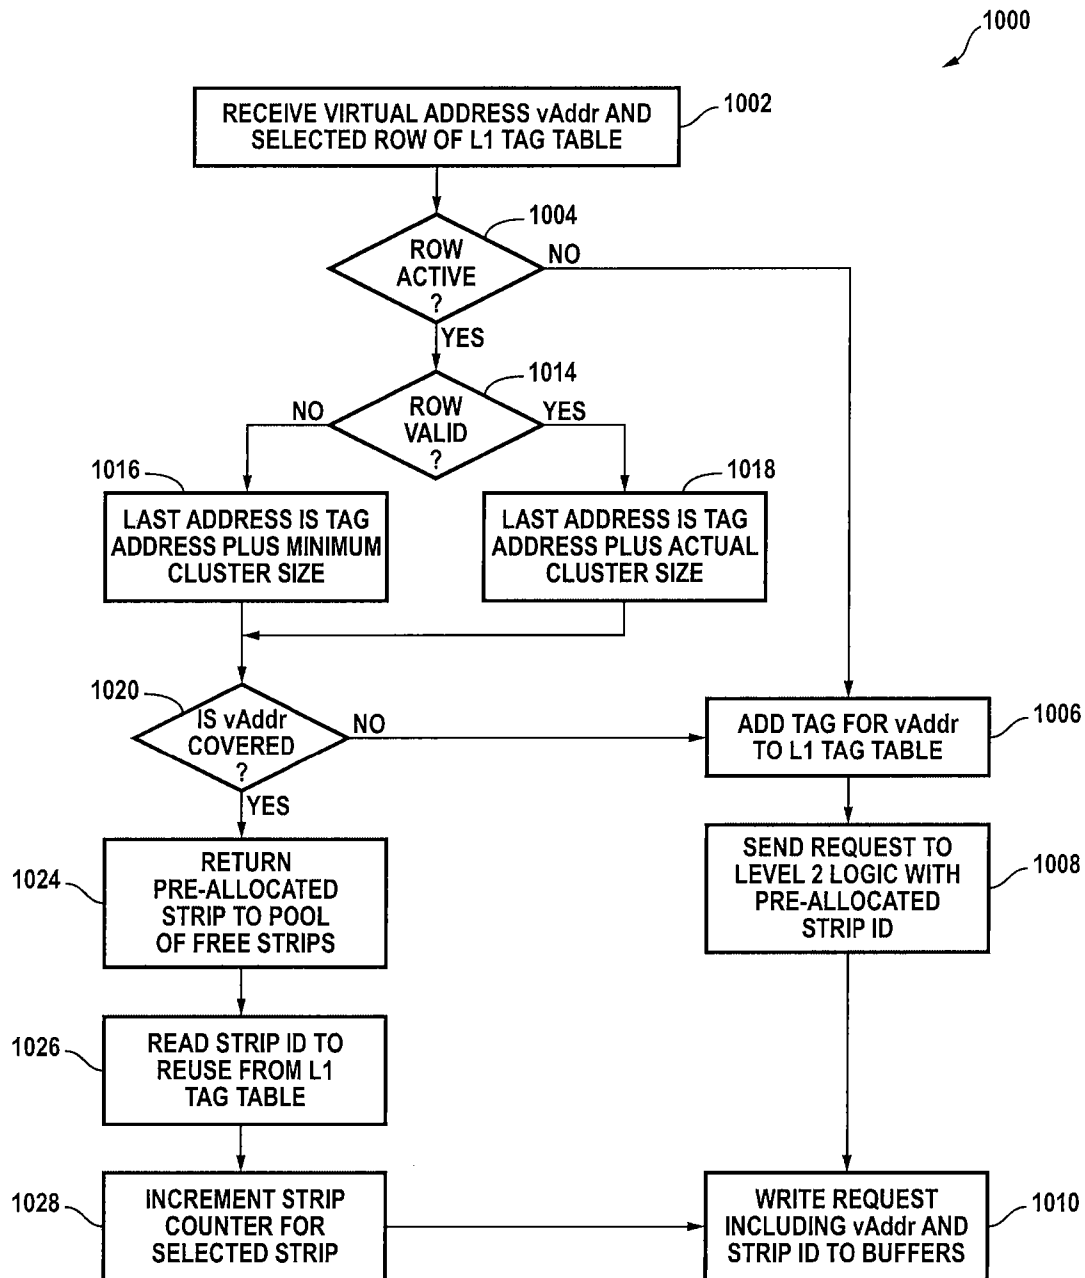 1000
RECEIVE VIRTUAL ADDRESS vAddr AND
SELECTED ROW OF L1 TAG TABLE
1002
1004
ROW
ACTIVE
?
NO
YES
1014
ROW
VALID
?
NO
YES
1016
LAST ADDRESS IS TAG
ADDRESS PLUS MINIMUM
CLUSTER SIZE
1018
LAST ADDRESS IS TAG
ADDRESS PLUS ACTUAL
CLUSTER SIZE
1020
IS vAddr
COVERED
?
NO
YES
ADD TAG FOR vAddr
TO L1 TAG TABLE
1006
SEND REQUEST TO
LEVEL 2 LOGIC WITH
PRE-ALLOCATED
STRIP ID
1008
1024
RETURN
PRE-ALLOCATED
STRIP TO POOL
OF FREE STRIPS
1026
READ STRIP ID TO
REUSE FROM L1
TAG TABLE
1028
INCREMENT STRIP
COUNTER FOR
SELECTED STRIP
WRITE REQUEST
INCLUDING vAddr AND
STRIP ID TO BUFFERS
1010